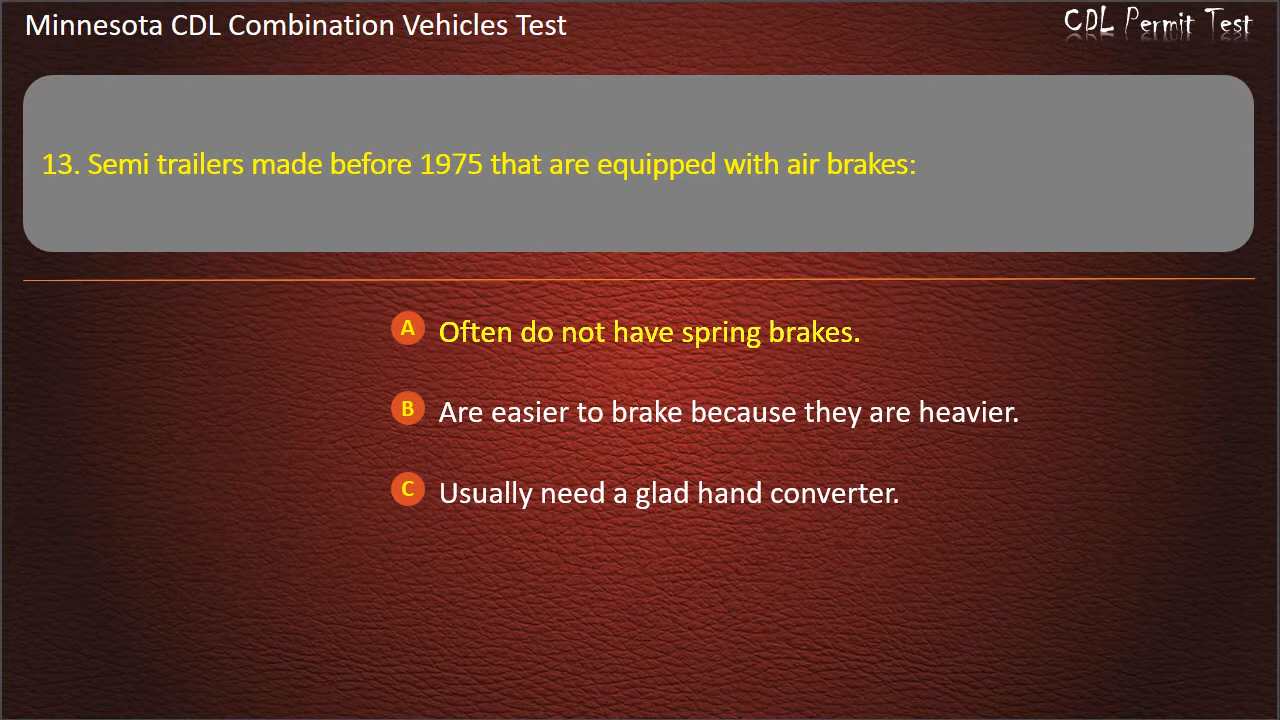 Minnesota CDL Combination Vehicles Test
CDL Permit Test
13. Semi trailers made before 1975 that are equipped with air brakes:
A Often do not have spring brakes.
B Are easier to brake because they are heavier.
C Usually need a glad hand converter.